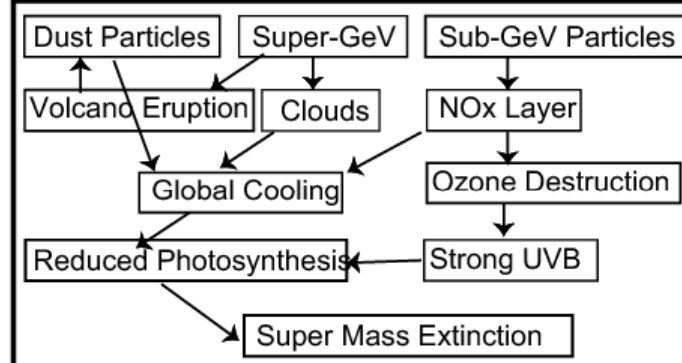 Dust Particles
Super-GeV
Sub-GeV Particles
Volcano Eruption
Clouds
NOx Layer
Global Cooling
Ozone Destruction
Reduced Photosynthesis
Strong UVB
Super Mass Extinction